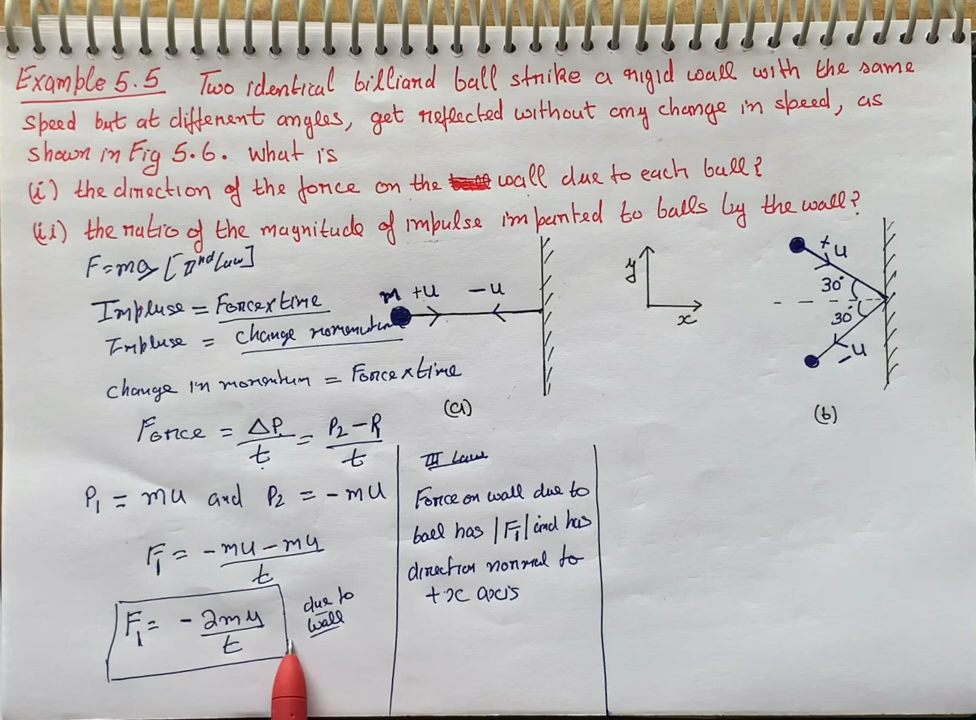 Example 5.5 Two identical billiard ball strike a rigid wall with the same
speed but at different angles, get reflected without any change in speed, as
shown in Fig 5.6. What is
(i) the direction of the force on the wall due to each ball?
(ii) the ratio of the magnitude of impulse imparted to balls by the wall?
F=ma [IInd Law]
Impluse = Force×time
Impluse = change momentum
change in momentum = Force×time
Force = ΔP/t = P₂-P₁/t
P₁ = mu and P₂ = -mu
F₁ = -mu-mu/t
F₁ = -2mu/t
due to
wall
m +u -u
(a)
y
x
+u
30°
30°
-u
(b)
III Law
Force on wall due to
ball has |F₁| and has
direction normal to
+x axis